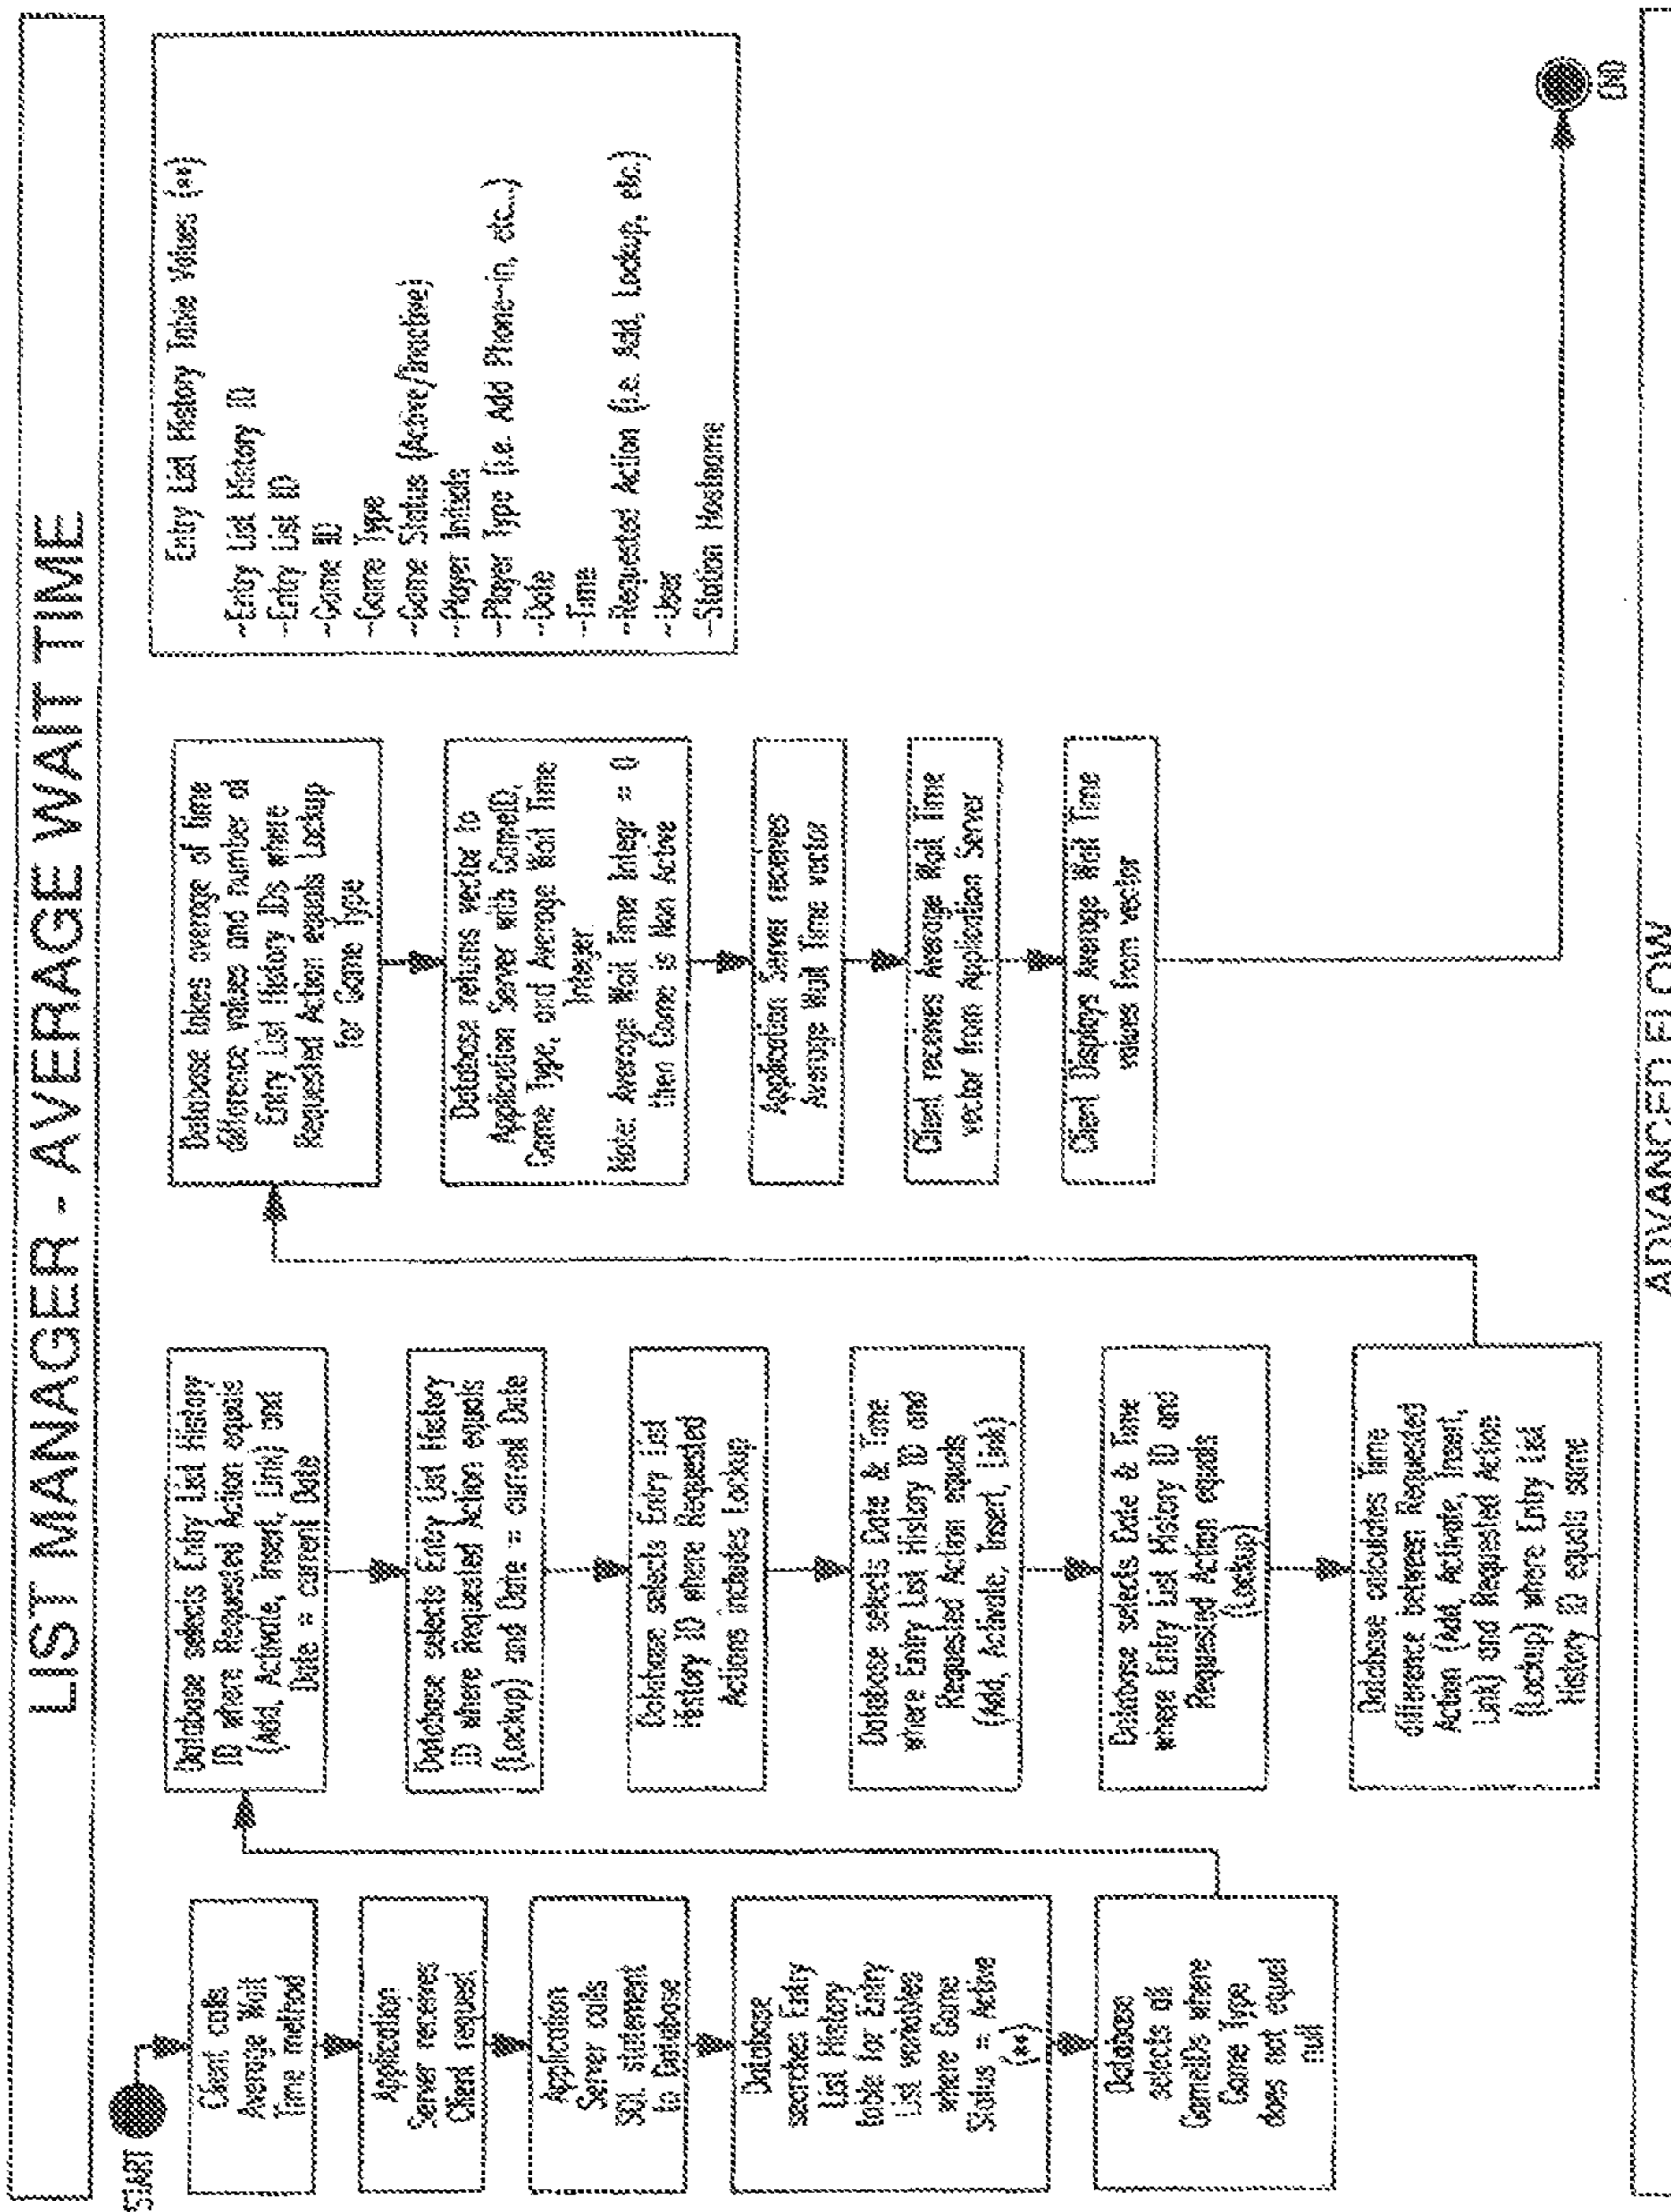 LIST MANAGER - AVERAGE WAIT TIME
START
Client calls
Average Wait
Time method
Application
Server receives
Client request
Application
Server calls
SQL statement
to Database
Database
searches Entry
List History
table for Entry
List variables
where Game
Status = Active
(**)
Database
selects all
GameIDs where
Game Type
does not equal
null
Database selects Entry List History
ID where Requested Action equals
(Add, Activate, Insert, Link) and
Date = current Date
Database selects Entry List History
ID where Requested Action equals
(Lockup) and Date = current Date
Database selects Entry List
History ID where Requested
Actions includes Lockup
Database selects Date & Time
where Entry List History ID and
Requested Action equals
(Add, Activate, Insert, Link)
Database selects Date & Time
where Entry List History ID and
Requested Action equals
(Lockup)
Database calculates Time
difference between Requested
Action (Add, Activate, Insert,
Link) and Requested Action
(Lockup) where Entry List
History ID equals same
Database takes average of time
difference values and number of
Entry List History IDs where
Requested Action equals Lockup
for Game Type
Database returns vector to
Application Server with GameID,
Game Type, and Average Wait Time
Integer.
Note: Average Wait Time Integr = 0
then Game is Non Active
Application Server receives
Average Wait Time vector
Client receives Average Wait Time
vector from Application Server
Client Displays Average Wait Time
values from vector
Entry List History Table Values (**)
-Entry List History ID
-Entry List ID
-Game ID
-Game Type
-Game Status (Active/Inactive)
-Player Initials
-Player Type (i.e. Add Phone-in, etc..)
-Date
-Time
-Requested Action (i.e. Add, Lockup, etc.)
-User
-Station Hostname
END
ADVANCED FLOW